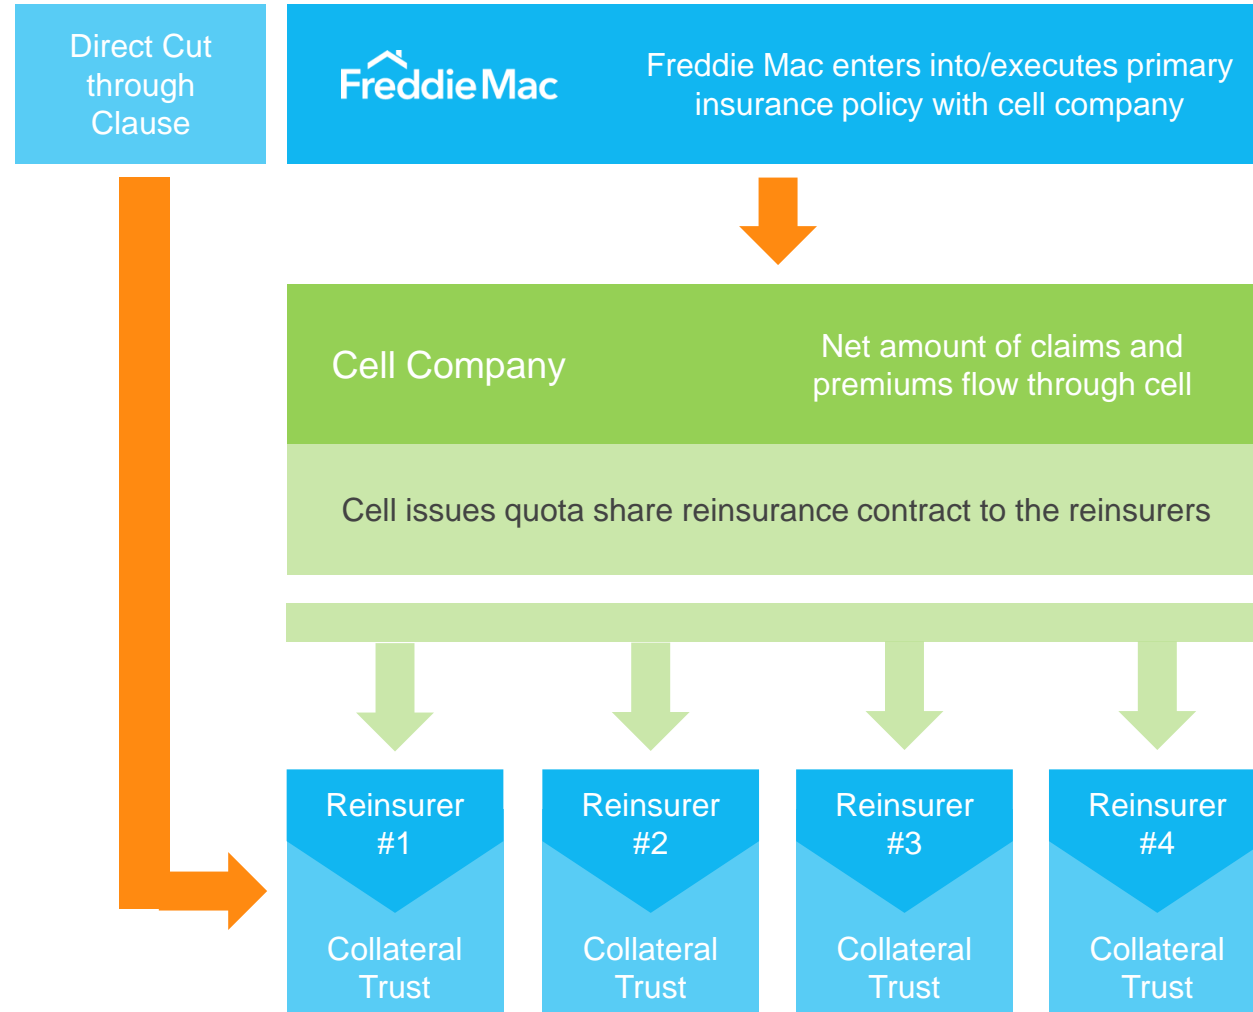 Direct Cut
through
Clause
Freddie Mac
Freddie Mac enters into/executes primary
insurance policy with cell company
Cell Company
Net amount of claims and
premiums flow through cell
Cell issues quota share reinsurance contract to the reinsurers
Reinsurer
#1
Collateral
Trust
Reinsurer
#2
Collateral
Trust
Reinsurer
#3
Collateral
Trust
Reinsurer
#4
Collateral
Trust